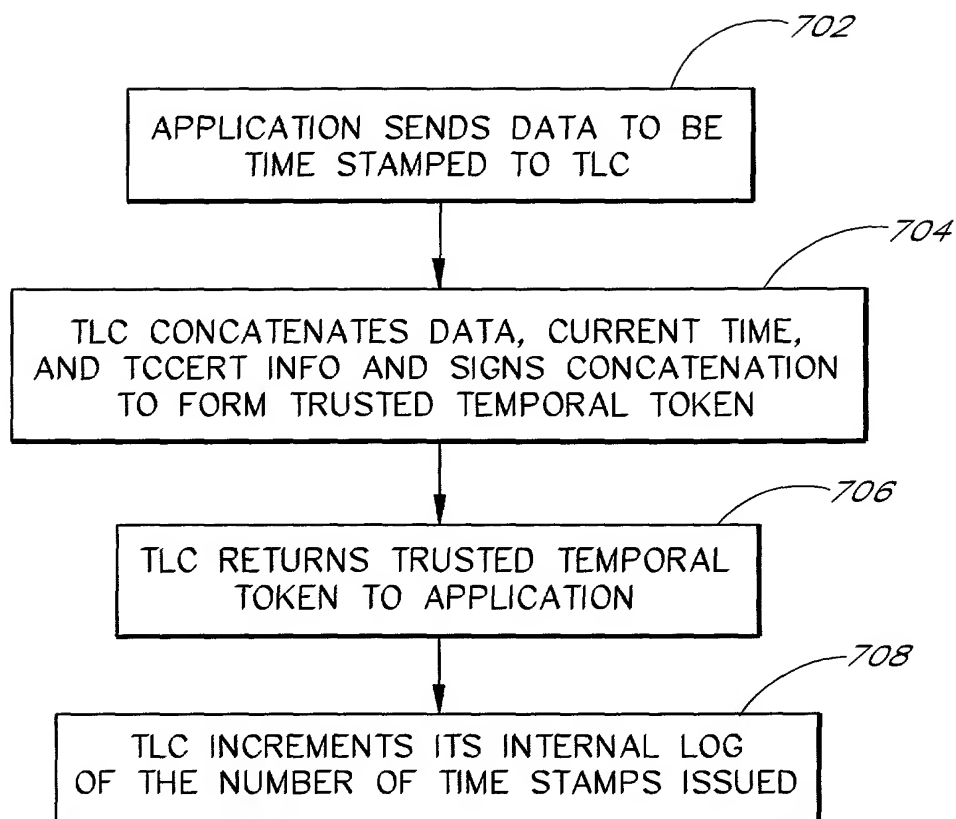 702
APPLICATION SENDS DATA TO BE
TIME STAMPED TO TLC
704
TLC CONCATENATES DATA, CURRENT TIME,
AND TCCERT INFO AND SIGNS CONCATENATION
TO FORM TRUSTED TEMPORAL TOKEN
706
TLC RETURNS TRUSTED TEMPORAL
TOKEN TO APPLICATION
708
TLC INCREMENTS ITS INTERNAL LOG
OF THE NUMBER OF TIME STAMPS ISSUED